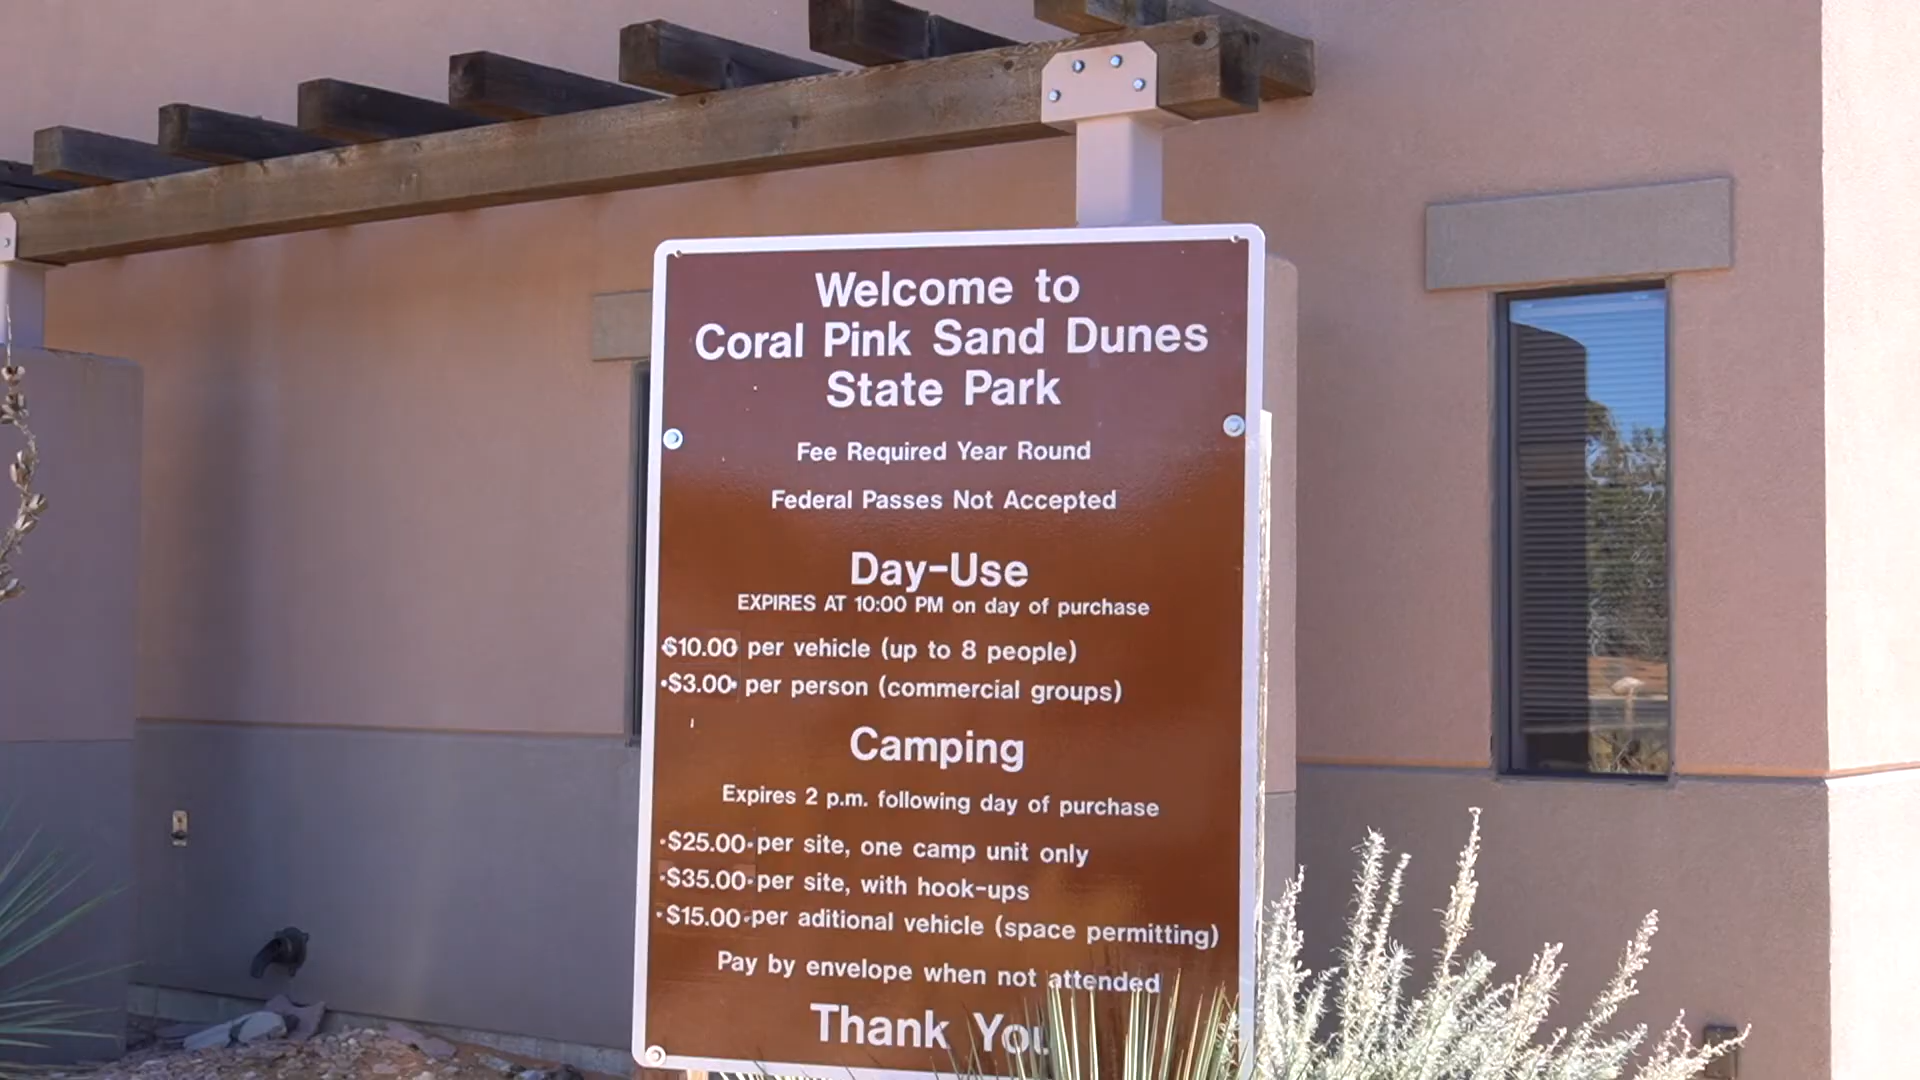 Welcome to
Coral Pink Sand Dunes
State Park
Fee Required Year Round
Federal Passes Not Accepted
Day-Use
EXPIRES AT 10:00 PM on day of purchase
$10.00 per vehicle (up to 8 people)
•$3.00• per person (commercial groups)
Camping
Expires 2 p.m. following day of purchase
•$25.00• per site, one camp unit only
•$35.00• per site, with hook-ups
•$15.00• per aditional vehicle (space permitting)
Pay by envelope when not attended
Thank You